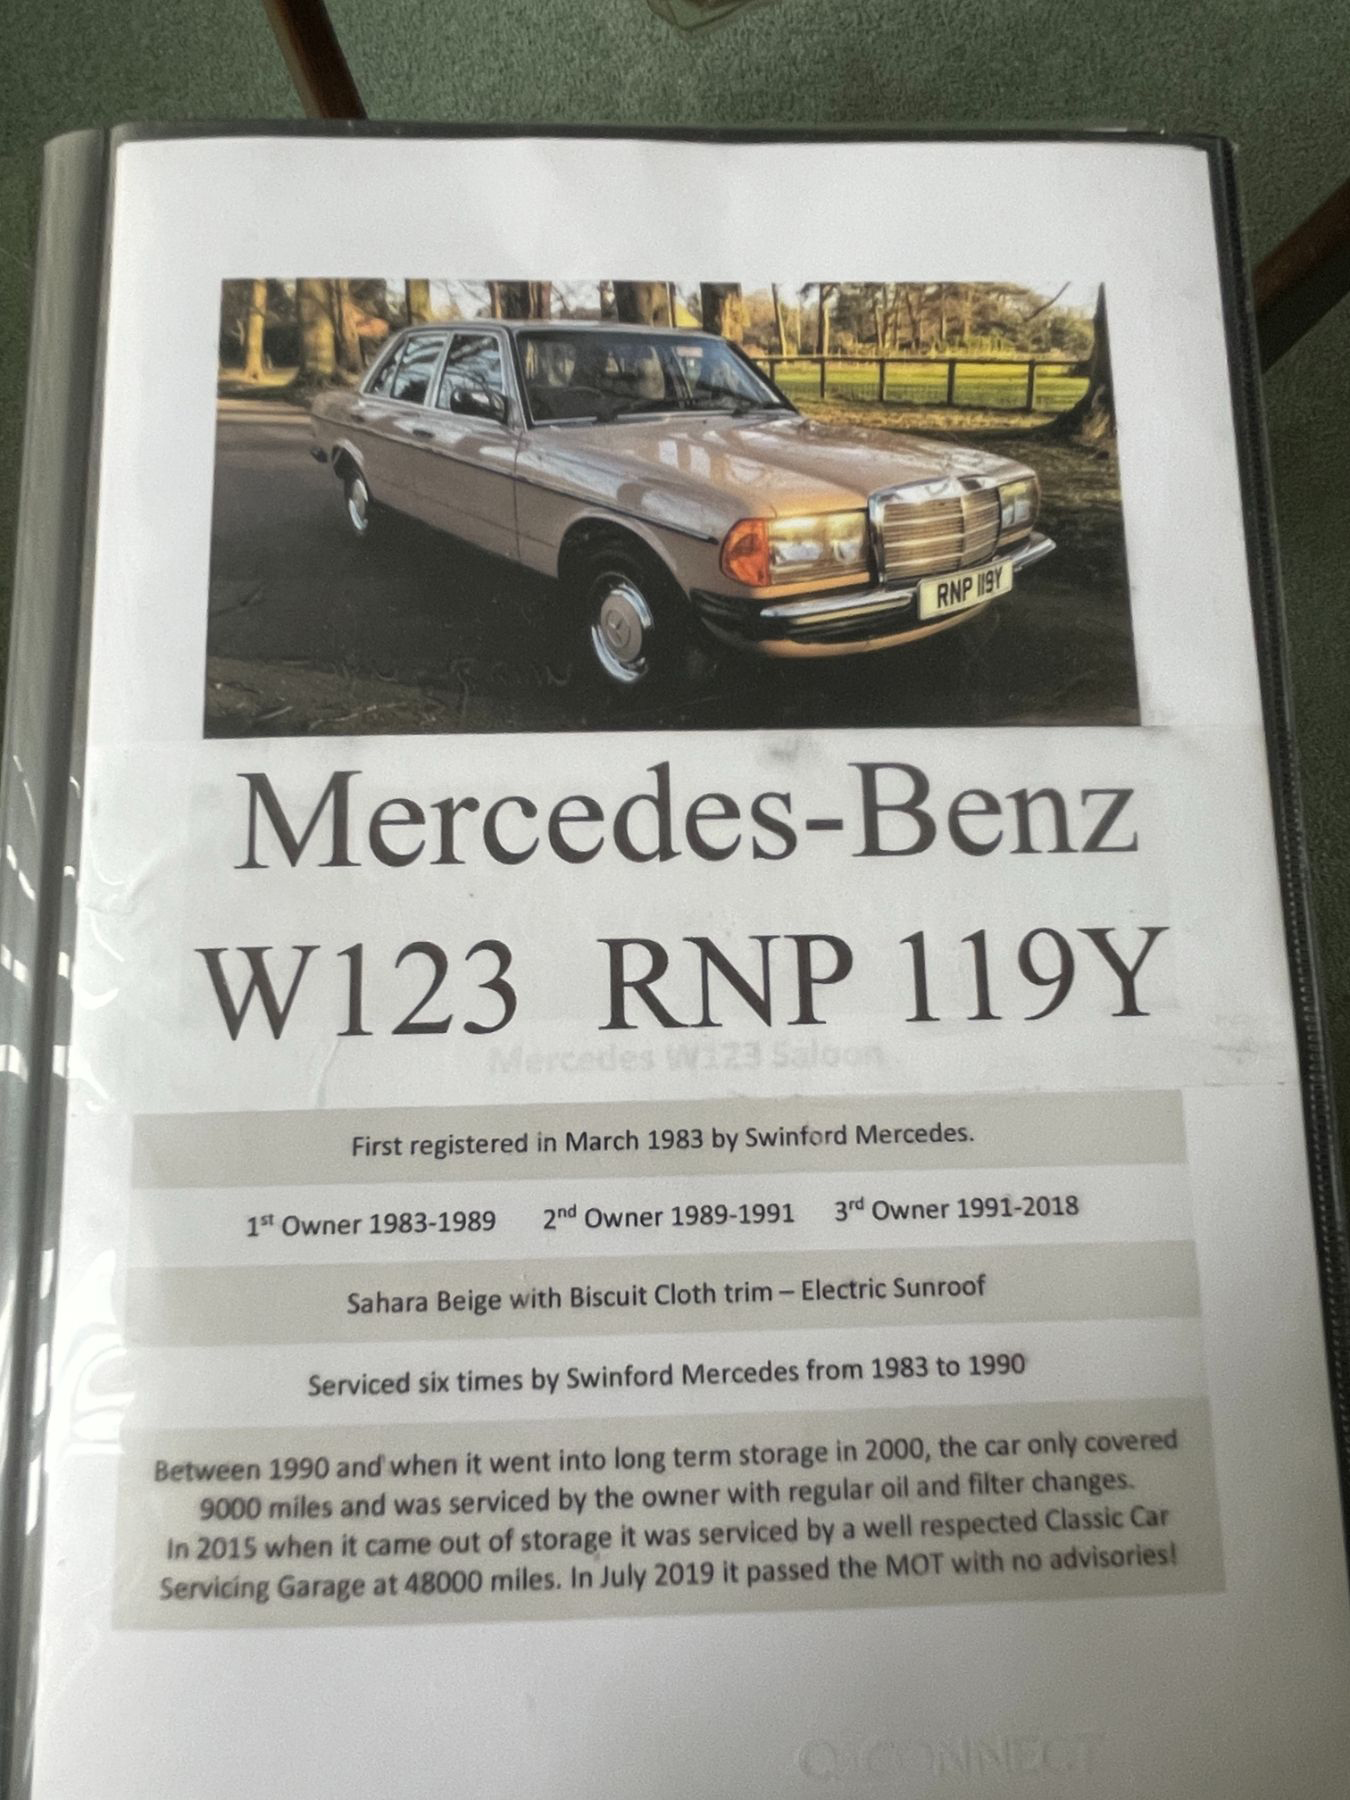 RNP 119Y
Mercedes-Benz
W123 RNP 119Y
Mercedes W123 Saloon
First registered in March 1983 by Swinford Mercedes.
1st Owner 1983-1989 2nd Owner 1989-1991 3rd Owner 1991-2018
Sahara Beige with Biscuit Cloth trim – Electric Sunroof
Serviced six times by Swinford Mercedes from 1983 to 1990
Between 1990 and when it went into long term storage in 2000, the car only covered
9000 miles and was serviced by the owner with regular oil and filter changes.
In 2015 when it came out of storage it was serviced by a well respected Classic Car
Servicing Garage at 48000 miles. In July 2019 it passed the MOT with no advisories!
Q-CONNECT